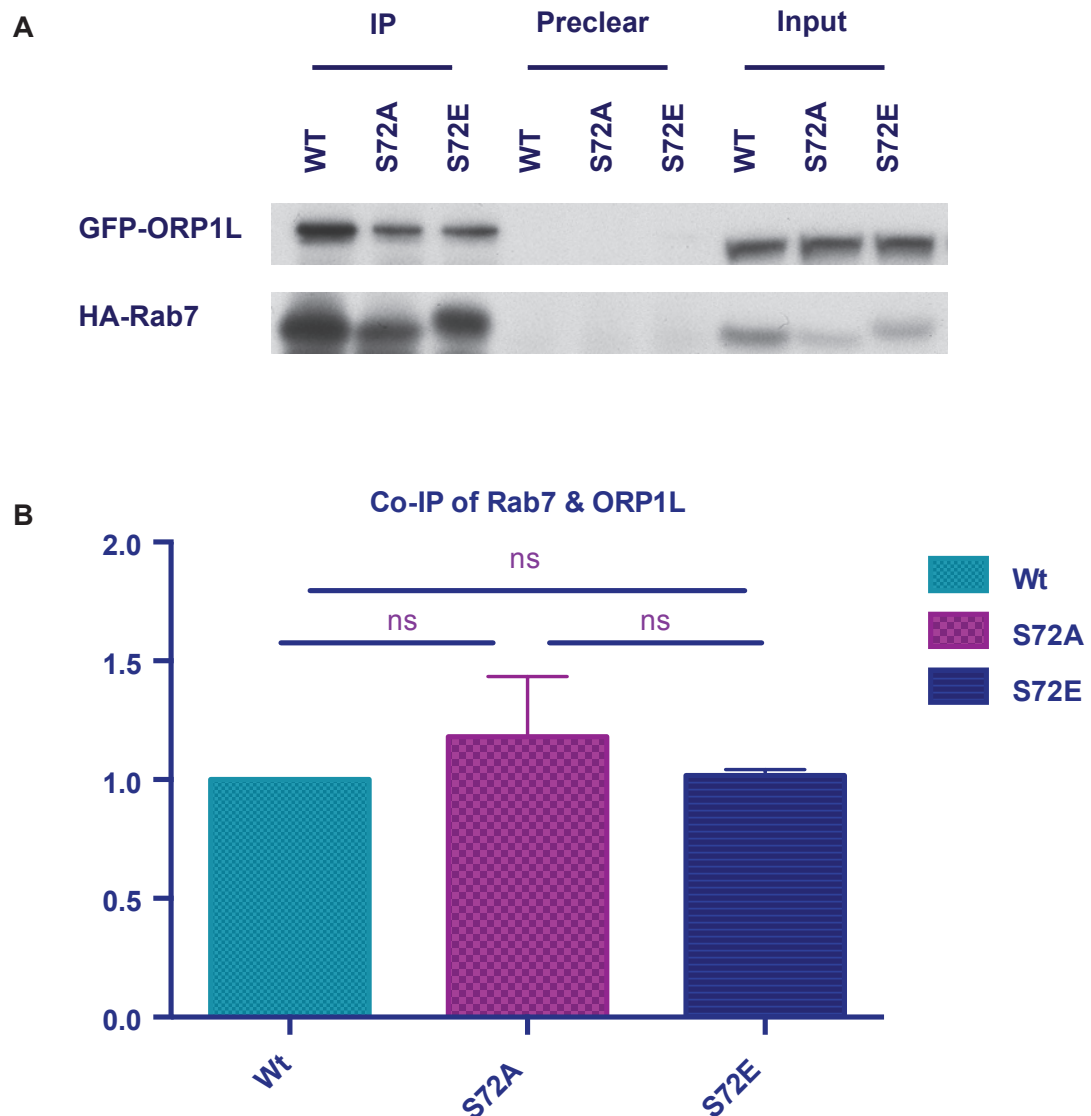 A
IP Preclear Input
WT S72A S72E WT S72A S72E WT S72A S72E
GFP-ORP1L
HA-Rab7
B
Co-IP of Rab7 & ORP1L
2.0
1.5
1.0
0.5
0.0
ns
ns ns
Wt
S72A
S72E
Wt S72A S72E